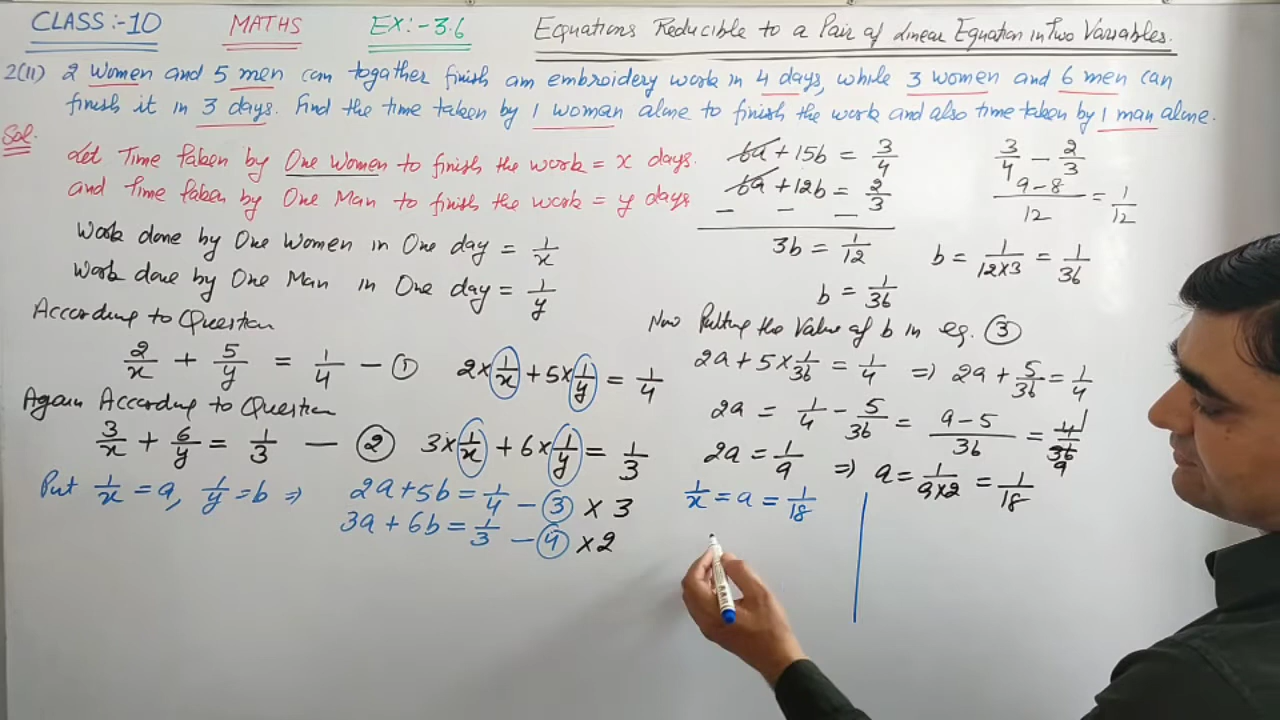 CLASS:-10 MATHS EX:-3.6 Equations Reducible to a Pair of Linear Equation in Two Variables.
2(II) 2 women and 5 men can togather finish am embroidery work in 4 days, while 3 women and 6 men can
finish it in 3 days. Find the time taken by 1 woman alone to finish the work and also time taken by 1 man alone.
Sol.
Let Time taken by One Women to finish the work = x days.
and time taken by One Man to finish the work = y days
Work done by One Women in One day = 1/x
Work done by One Man in One day = 1/y
According to Question
2/x + 5/y = 1/4 — ① 2×1/x + 5×1/y = 1/4
Again According to Question
3/x + 6/y = 1/3 — ② 3×1/x + 6×1/y = 1/3
Put 1/x = a, 1/y = b ⇒ 2a + 5b = 1/4 — ③ × 3
3a + 6b = 1/3 — ④ × 2
6a + 15b = 3/4
6a + 12b = 2/3
— — —
3b = 1/12
b = 1/36
3/4 - 2/3
9-8/12 = 1/12
b = 1/12×3 = 1/36
Now Putting the Value of b in eq. ③
2a + 5×1/36 = 1/4 ⇒ 2a + 5/36 = 1/4
2a = 1/4 - 5/36 = 9-5/36 = 4/36 1 9
2a = 1/9 ⇒ a = 1/9×2 = 1/18
1/x = a = 1/18